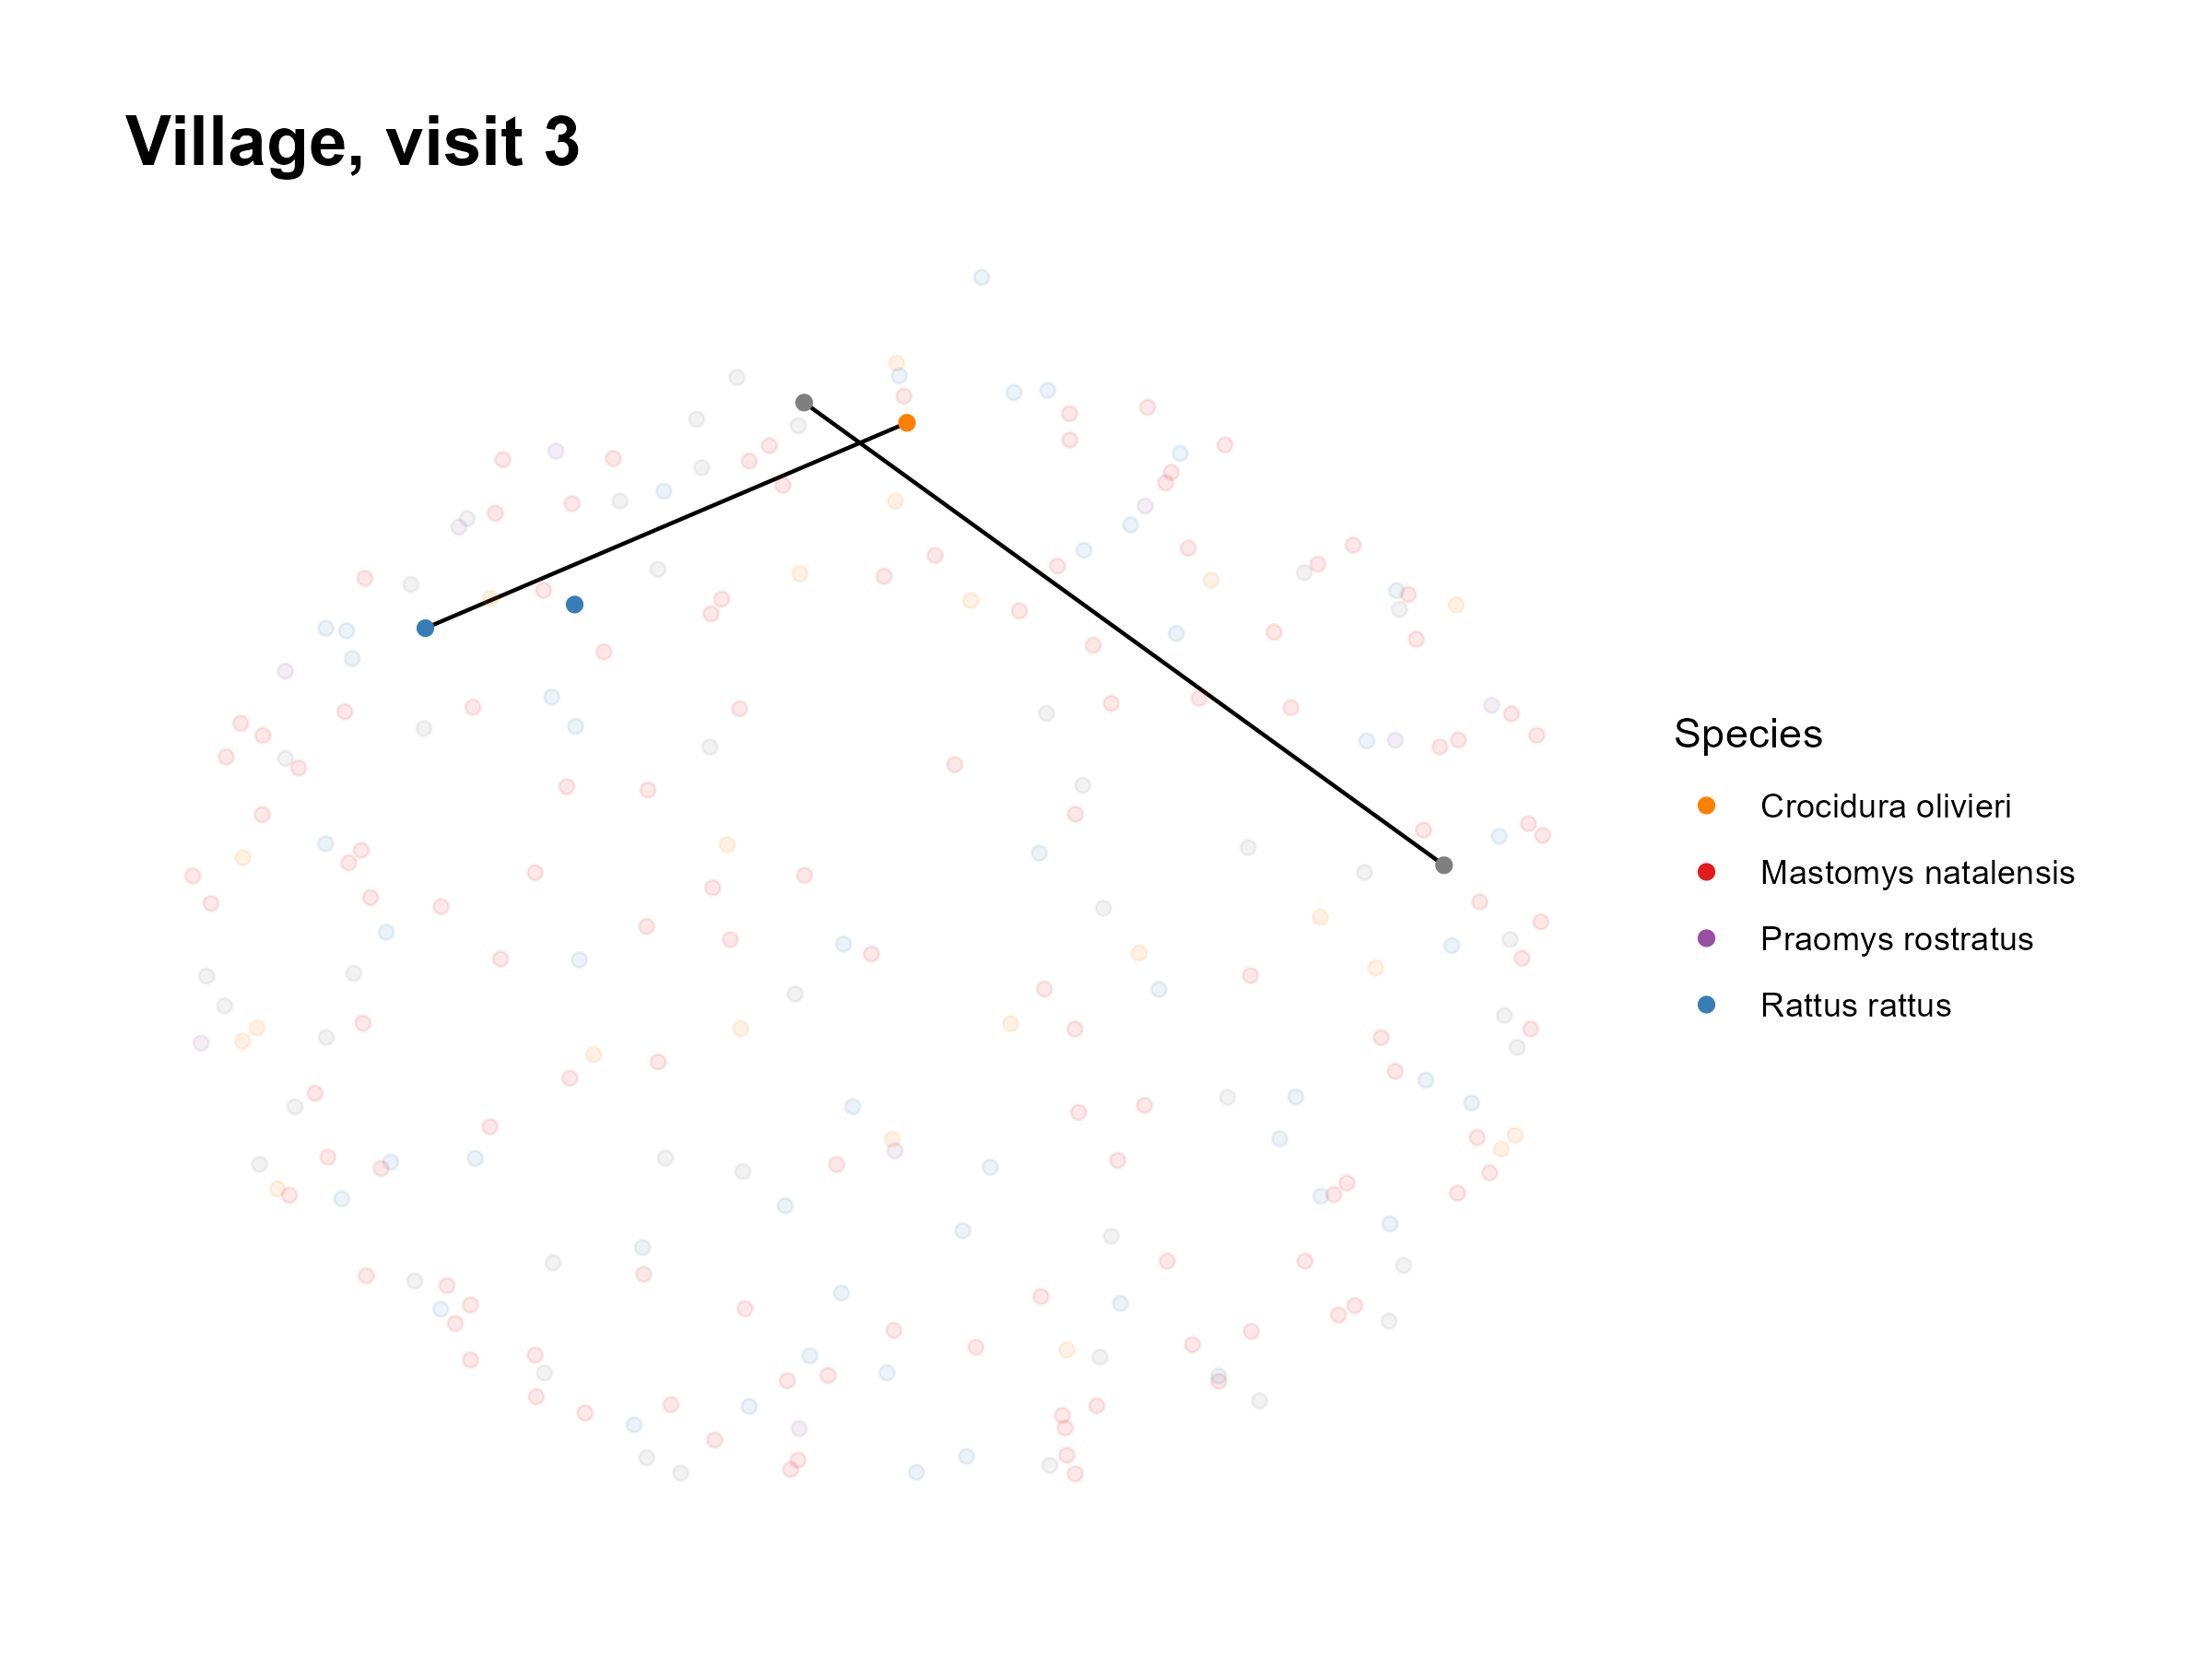 Village, visit 3
Species
Crocidura olivieri
Mastomys natalensis
Praomys rostratus
Rattus rattus